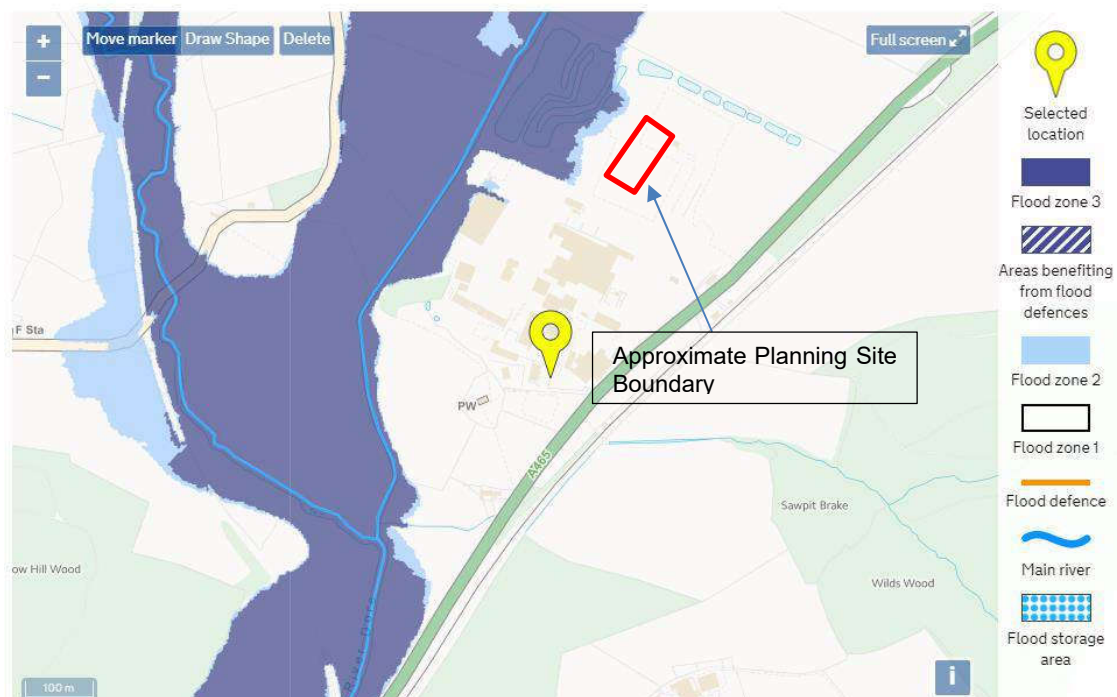 +
Move marker
Draw Shape
Delete
Full screen
−
F Sta
PW
A465
Approximate Planning Site
Boundary
Sawpit Brake
Wilds Wood
ow Hill Wood
River Dore
100 m
i
Selected
location
Flood zone 3
Areas benefiting
from flood
defences
Flood zone 2
Flood zone 1
Flood defence
Main river
Flood storage
area